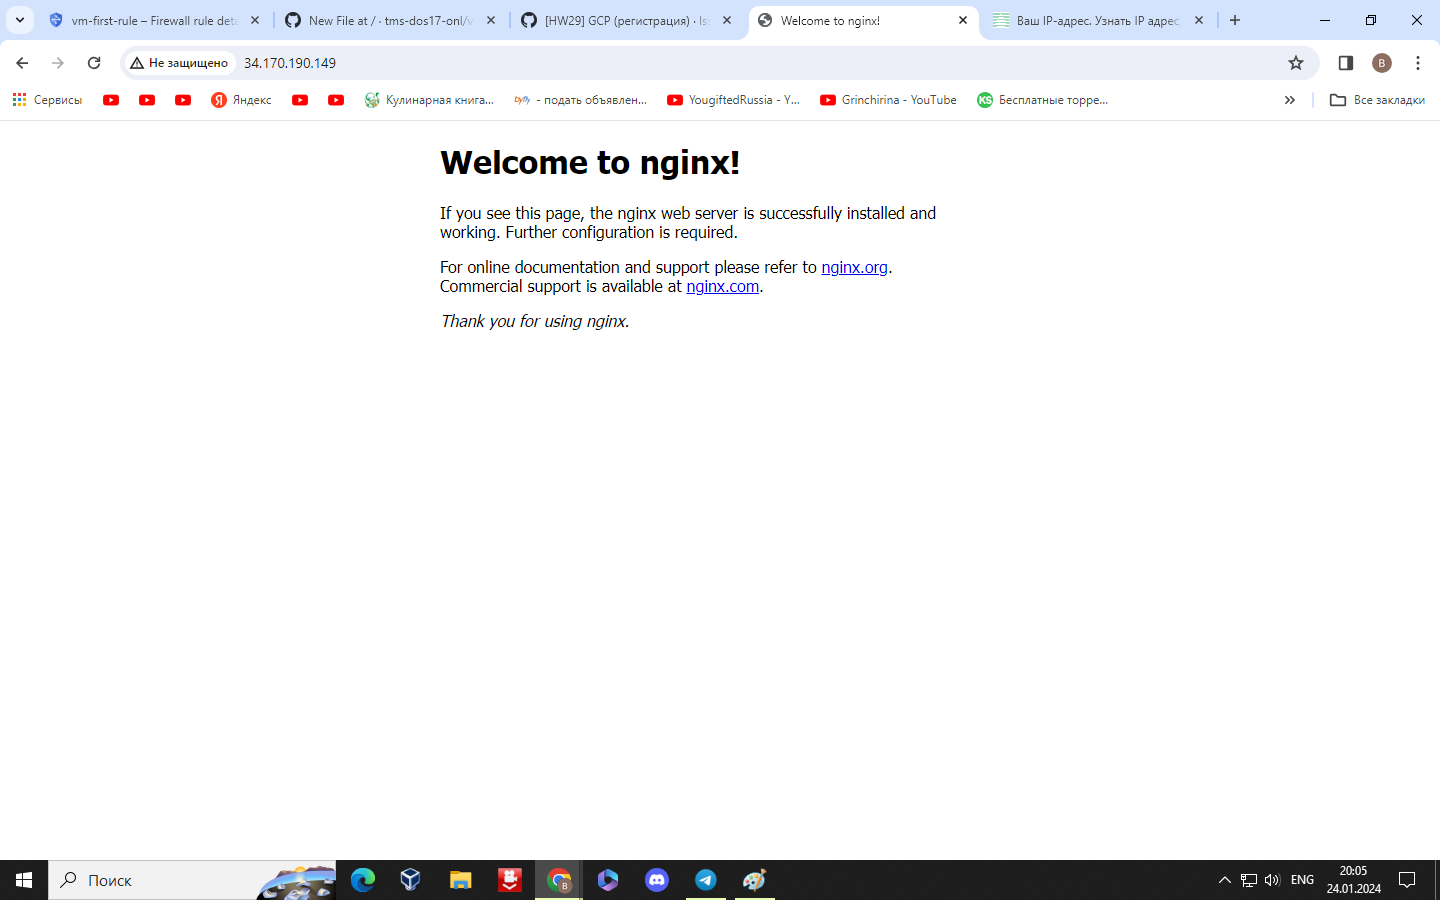 vm-first-rule – Firewall rule deta
New File at / · tms-dos17-onl/v
[HW29] GCP (регистрация) · Is
Welcome to nginx!
Ваш IP-адрес. Узнать IP адрес
Не защищено
34.170.190.149
B
Сервисы
Яндекс
Кулинарная книга...
- подать объявлен...
YougiftedRussia - Y...
Grinchirina - YouTube
KS
Бесплатные торре...
Все закладки
Welcome to nginx!
If you see this page, the nginx web server is successfully installed and
working. Further configuration is required.
For online documentation and support please refer to nginx.org.
Commercial support is available at nginx.com.
Thank you for using nginx.
Поиск
B
ENG
20:05
24.01.2024